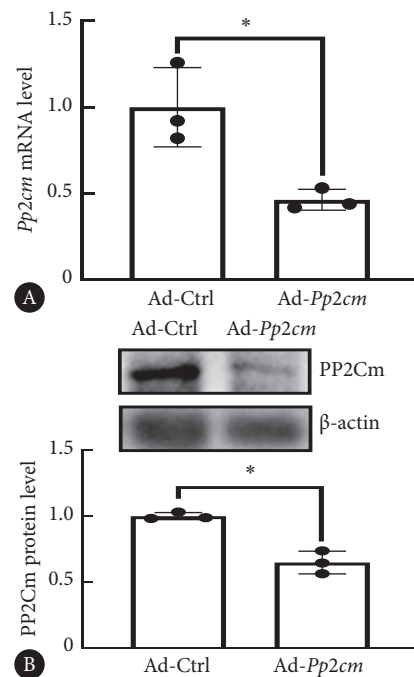 1.5
*
1.0
0.5
0
Pp2cm mRNA level
A
Ad-Ctrl Ad-Pp2cm
Ad-Ctrl Ad-Pp2cm
PP2Cm
β-actin
1.5
*
1.0
0.5
0
PP2Cm protein level
B
Ad-Ctrl Ad-Pp2cm